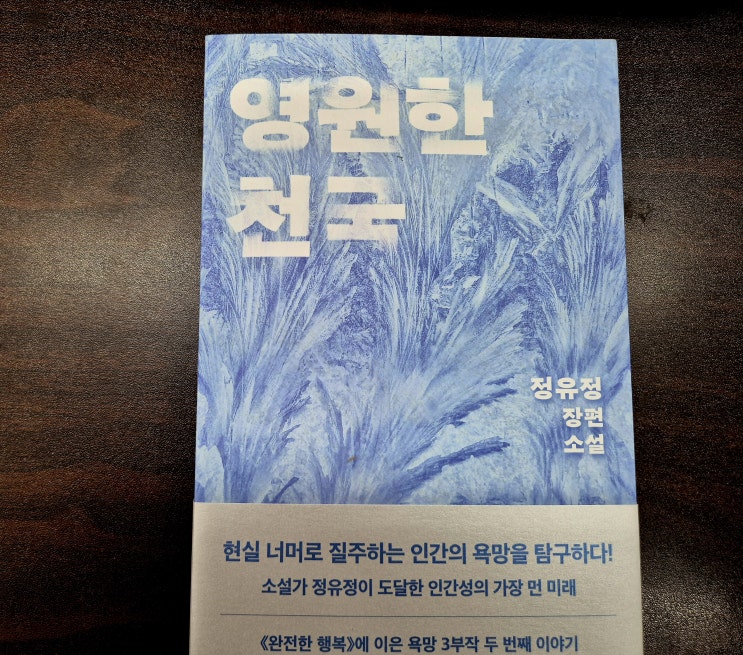 영원한
천국
정유정
장편
소설
현실 너머로 질주하는 인간의 욕망을 탐구하다!
소설가 정유정이 도달한 인간성의 가장 먼 미래
《완전한 행복》에 이은 욕망 3부작 두 번째 이야기